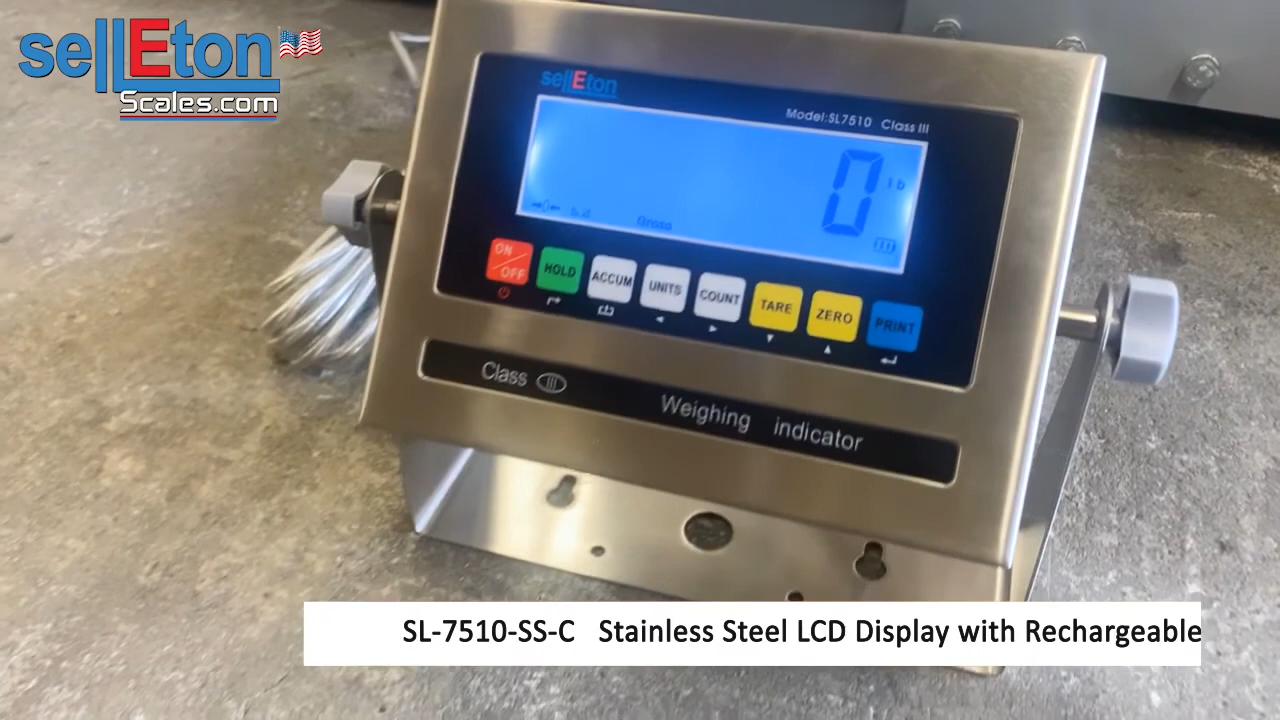 sellEton
Scales.com
sellEton
Model:SL7510 Class III
0 lb
Gross
ON
OFF
HOLD
ACCUM
UNITS
COUNT
TARE
ZERO
PRINT
Class III
Weighing indicator
SL-7510-SS-C Stainless Steel LCD Display with Rechargeable